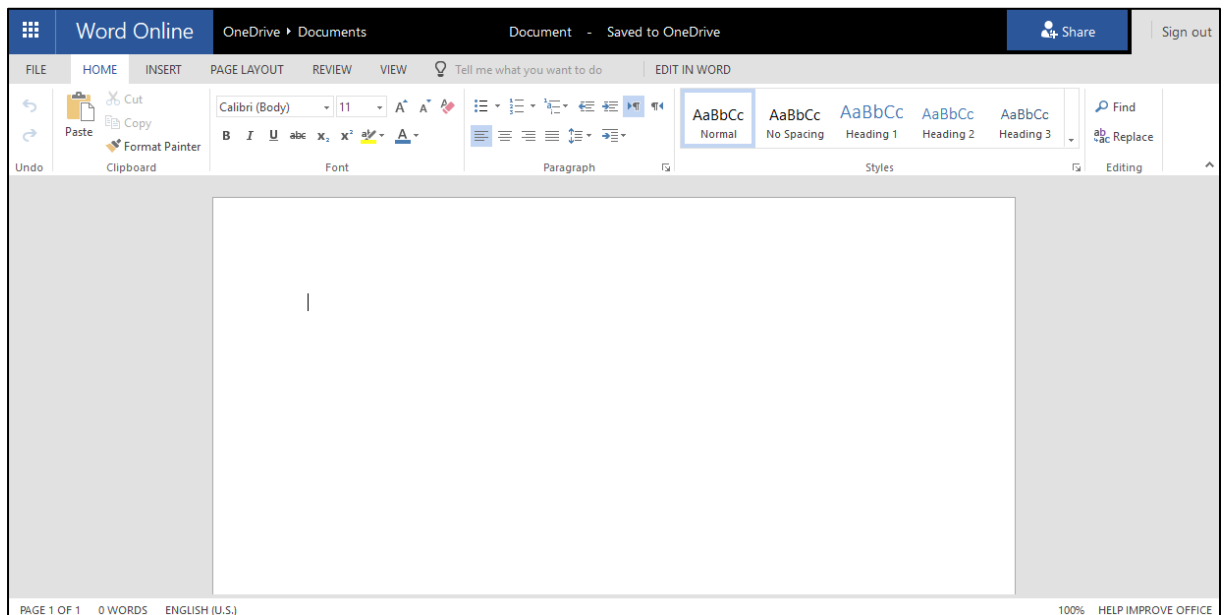 Word Online OneDrive ▸ Documents Document - Saved to OneDrive Share Sign out
FILE HOME INSERT PAGE LAYOUT REVIEW VIEW Tell me what you want to do EDIT IN WORD
Paste
Cut
Copy
Format Painter
Calibri (Body) 11 A A
B I U abc x₂ x² aby A
AaBbCc AaBbCc AaBbCc AaBbCc AaBbCc
Normal No Spacing Heading 1 Heading 2 Heading 3
Find
Replace
Undo Clipboard Font Paragraph Styles Editing
PAGE 1 OF 1 0 WORDS ENGLISH (U.S.) 100% HELP IMPROVE OFFICE